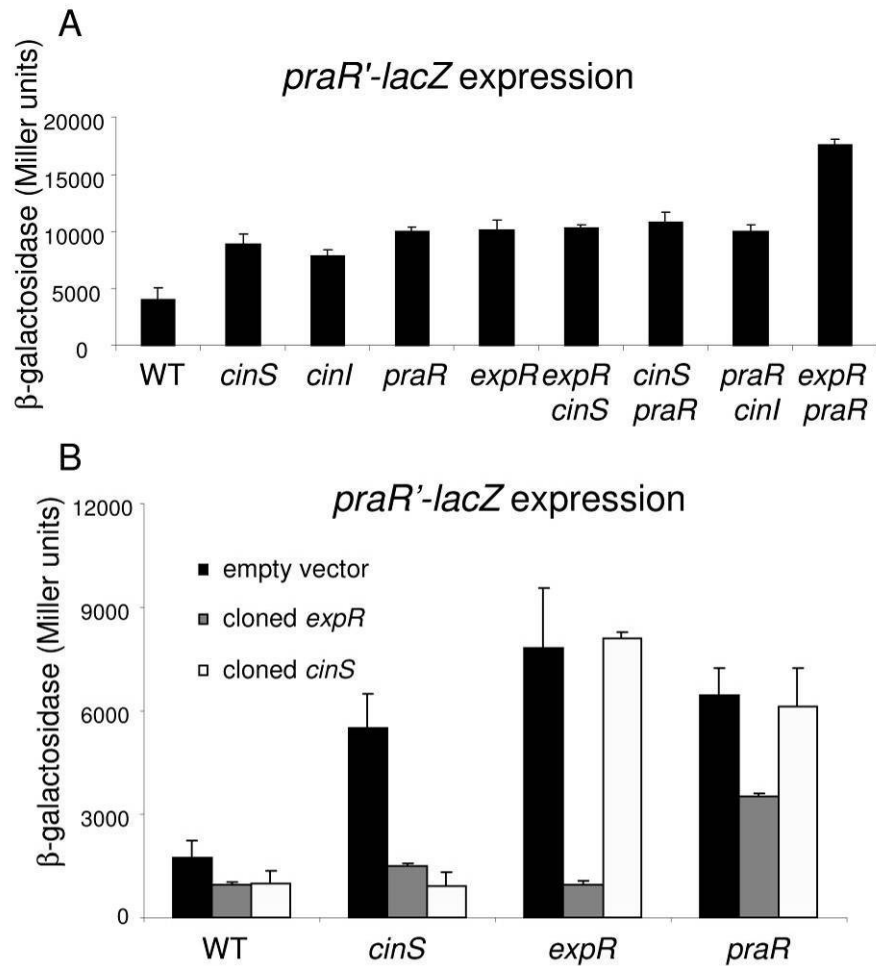 A
praR'-lacZ expression
β-galactosidase (Miller units)
20000
15000
10000
5000
0
WT cinS cinI praR expR expR cinS praR expR
cinS praR cinI praR
B
praR’-lacZ expression
β-galactosidase (Miller units)
12000
9000
6000
3000
0
empty vector
cloned expR
cloned cinS
WT cinS expR praR